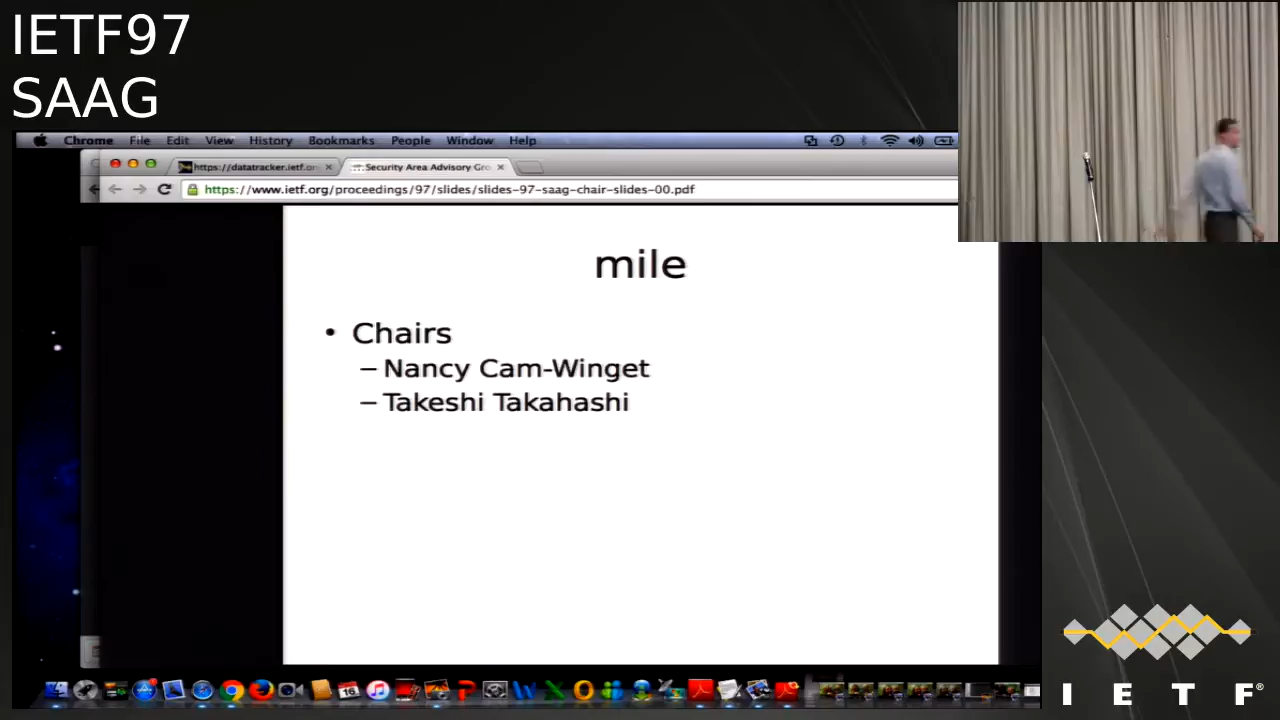 IETF97
SAAG
Chrome File Edit View History Bookmarks People Window Help
https://datatracker.ietf.or
Security Area Advisory Gro
https://www.ietf.org/proceedings/97/slides/slides-97-saag-chair-slides-00.pdf
mile
• Chairs
– Nancy Cam-Winget
– Takeshi Takahashi
16
I E T F®